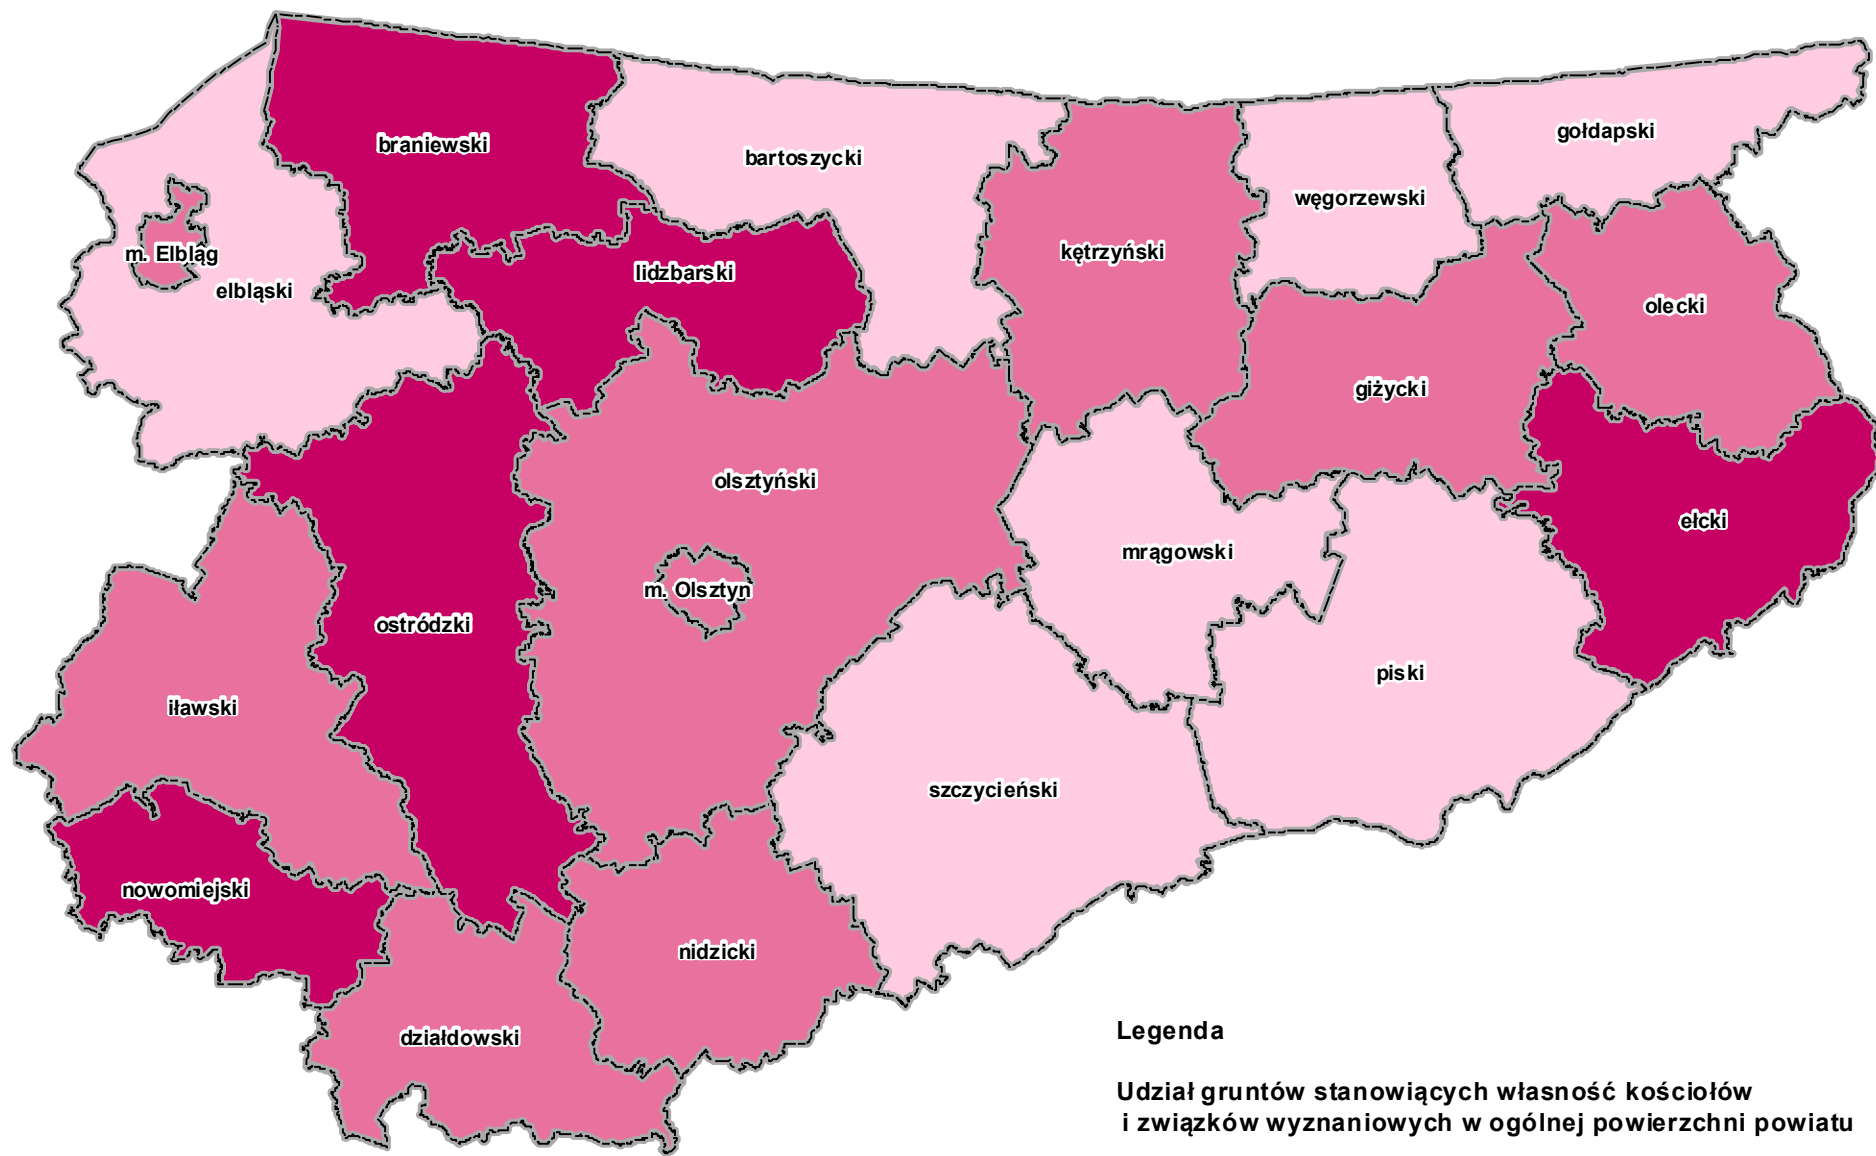 gołdapski
braniewski
bartoszycki
węgorzewski
m. Elbląg
kętrzyński
lidzbarski
elbląski
olecki
giżycki
olsztyński
ełcki
mrągowski
m. Olsztyn
ostródzki
piski
iławski
szczycieński
nowomiejski
nidzicki
działdowski
Legenda
Udział gruntów stanowiących własność kościołów
i związków wyznaniowych w ogólnej powierzchni powiatu